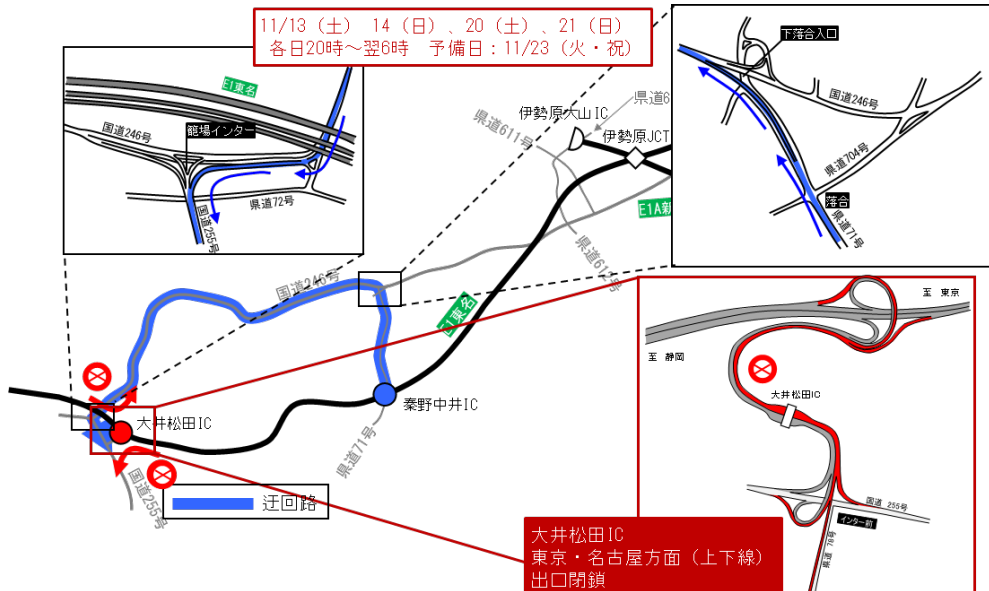 11/13（土） 14（日）、20（土）、21（日）
各日20時～翌6時 予備日：11/23（火・祝）
E1東名
国道246号
籠場インター
県道72号
国道255号
下落合入口
国道246号
県道704号
落合
県道71号
伊勢原大山IC
県道6
県道611号
伊勢原JCT
E1A新
県道612号
国道246号
E1東名
秦野中井IC
県道71号
大井松田IC
国道255号
迂回路
至 東京
至 静岡
大井松田IC
国道 255号
インター前
県道 78号
大井松田IC
東京・名古屋方面（上下線）
出口閉鎖